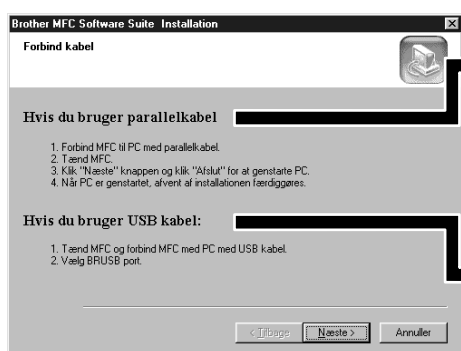 Brother MFC Software Suite Installation
Forbind kabel
Hvis du bruger parallelkabel
1. Forbind MFC til PC med parallelkabel.
2. Tænd MFC.
3. Klik "Næste" knappen og klik "Afslut" for at genstarte PC.
4. Når PC er genstartet, afvent af installationen færdiggøres.
Hvis du bruger USB kabel:
1. Tænd MFC og forbind MFC med PC med USB kabel.
2. Vælg BRUSB port.
< Tilbage Næste > Annuller